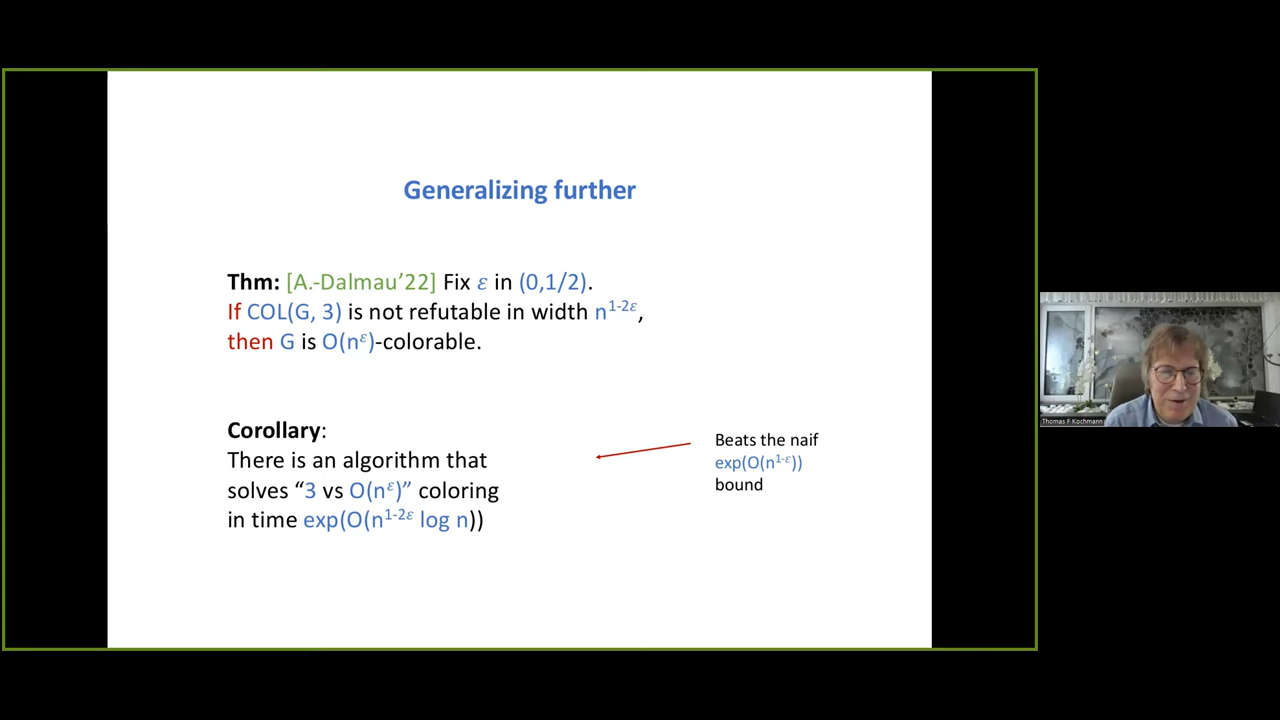 Generalizing further
Thm: [A.-Dalmau’22] Fix ε in (0,1/2).
If COL(G, 3) is not refutable in width n^{1-2ε},
then G is O(n^ε)-colorable.
Corollary:
There is an algorithm that
solves “3 vs O(n^ε)” coloring
in time exp(O(n^{1-2ε} log n))
Beats the naif
exp(O(n^{1-ε}))
bound
Thomas F Kochmann